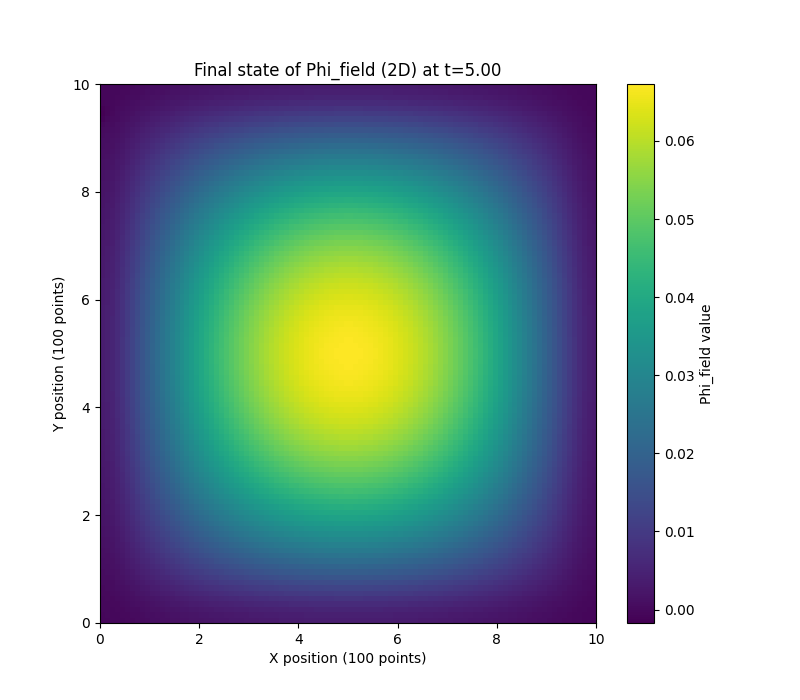 Final state of Phi_field (2D) at t=5.00
10
8
6
4
2
0
Y position (100 points)
0 2 4 6 8 10
X position (100 points)
0.06
0.05
0.04
0.03
0.02
0.01
0.00
Phi_field value